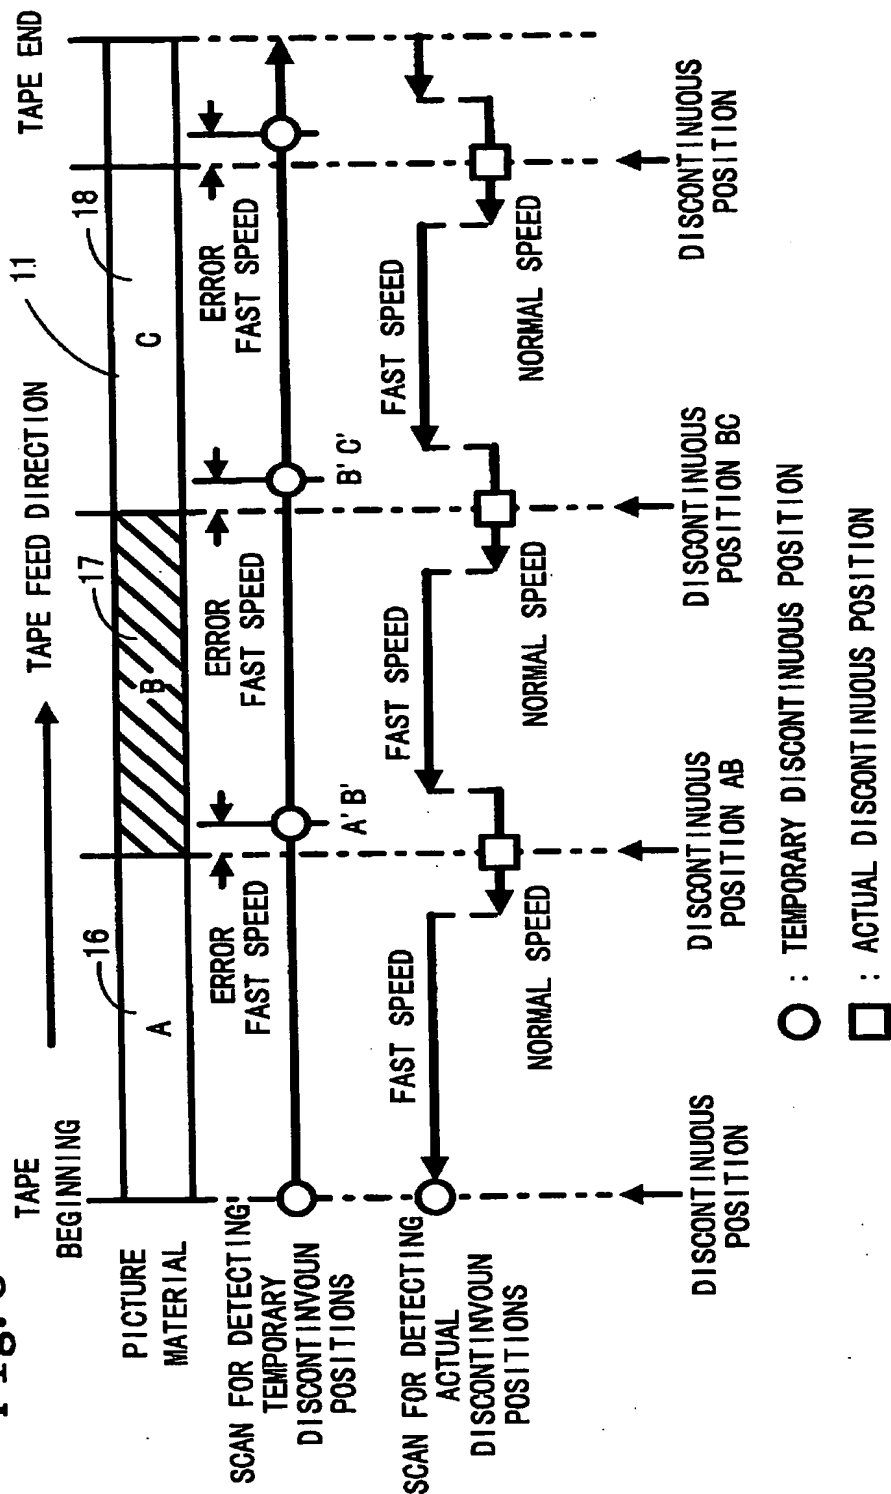 TAPE
BEGINNING
TAPE FEED DIRECTION
11
TAPE END
PICTURE
MATERIAL
16
A
17
B
18
C
ERROR
FAST SPEED
ERROR
FAST SPEED
ERROR
FAST SPEED
SCAN FOR DETECTING
TEMPORARY
DISCONTINVOUN
POSITIONS
A'B'
B'C'
SCAN FOR DETECTING
ACTUAL
DISCONTINVOUN
POSITIONS
FAST SPEED
FAST SPEED
FAST SPEED
NORMAL SPEED
NORMAL SPEED
NORMAL SPEED
DISCONTINUOUS
POSITION
DISCONTINUOUS
POSITION AB
DISCONTINUOUS
POSITION BC
DISCONTINUOUS
POSITION
: TEMPORARY DISCONTINUOUS POSITION
: ACTUAL DISCONTINUOUS POSITION